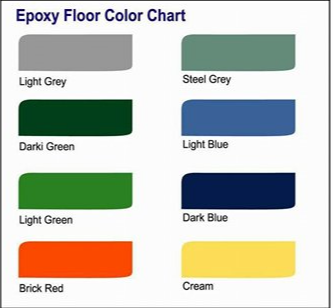 Epoxy Floor Color Chart
Light Grey
Steel Grey
Darki Green
Light Blue
Light Green
Dark Blue
Brick Red
Cream